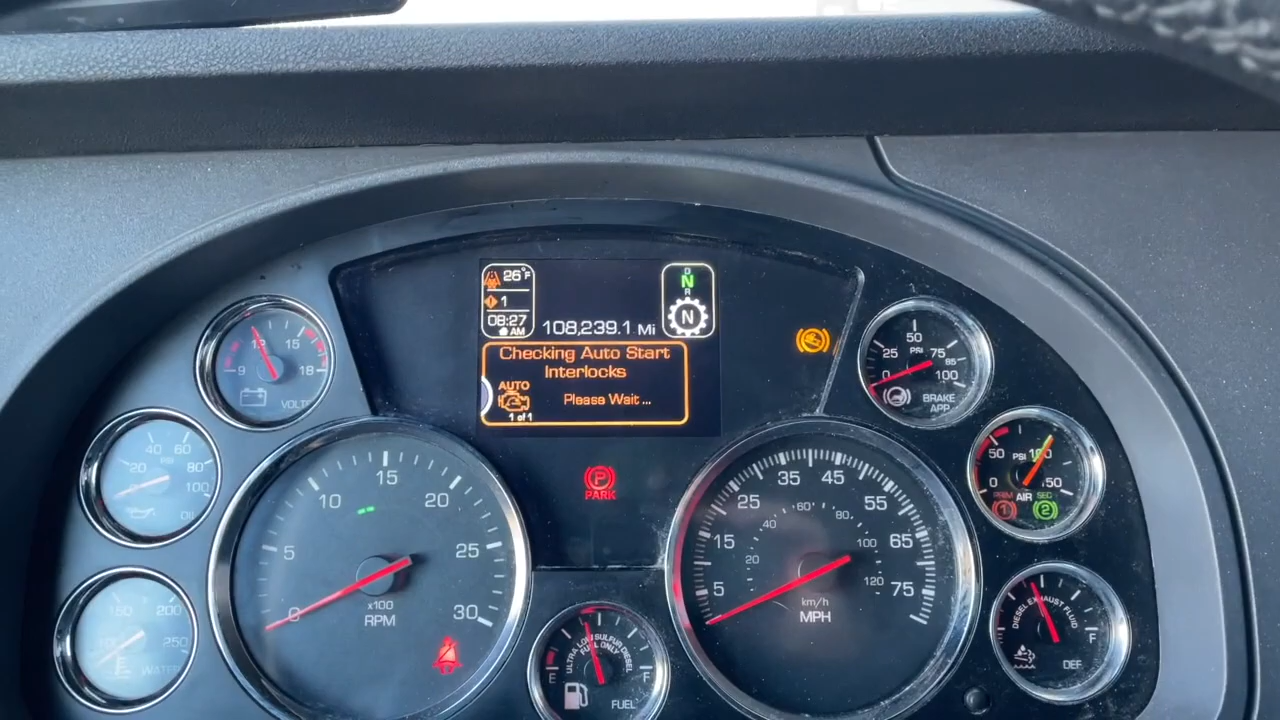 26°F
1
08:27
AM
108,239.1 Mi
D
N
R
N
Checking Auto Start
Interlocks
AUTO
Please Wait ...
1 of 1
9 12 15 18
VOLTS
20 40 60 80 100
PSI
OIL
150 200 250
WATER
0 5 10 15 20 25 30
x100
RPM
PARK
E F
ULTRA LOW SULFUR DIESEL
FUEL ONLY
FUEL
5 15 25 35 45 55 65 75
20 40 60 80 100 120
km/h
MPH
0 25 50 75 85 100
PSI
BRAKE
APP
0 50 100 150
PSI
PRIM AIR SEC
1 2
DIESEL EXHAUST FLUID
F
DEF